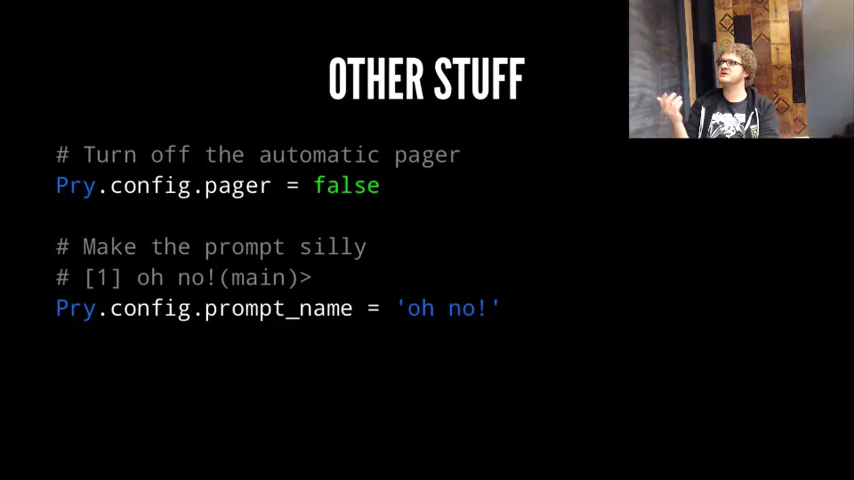 OTHER STUFF
# Turn off the automatic pager
Pry.config.pager = false
# Make the prompt silly
# [1] oh no!(main)>
Pry.config.prompt_name = 'oh no!'